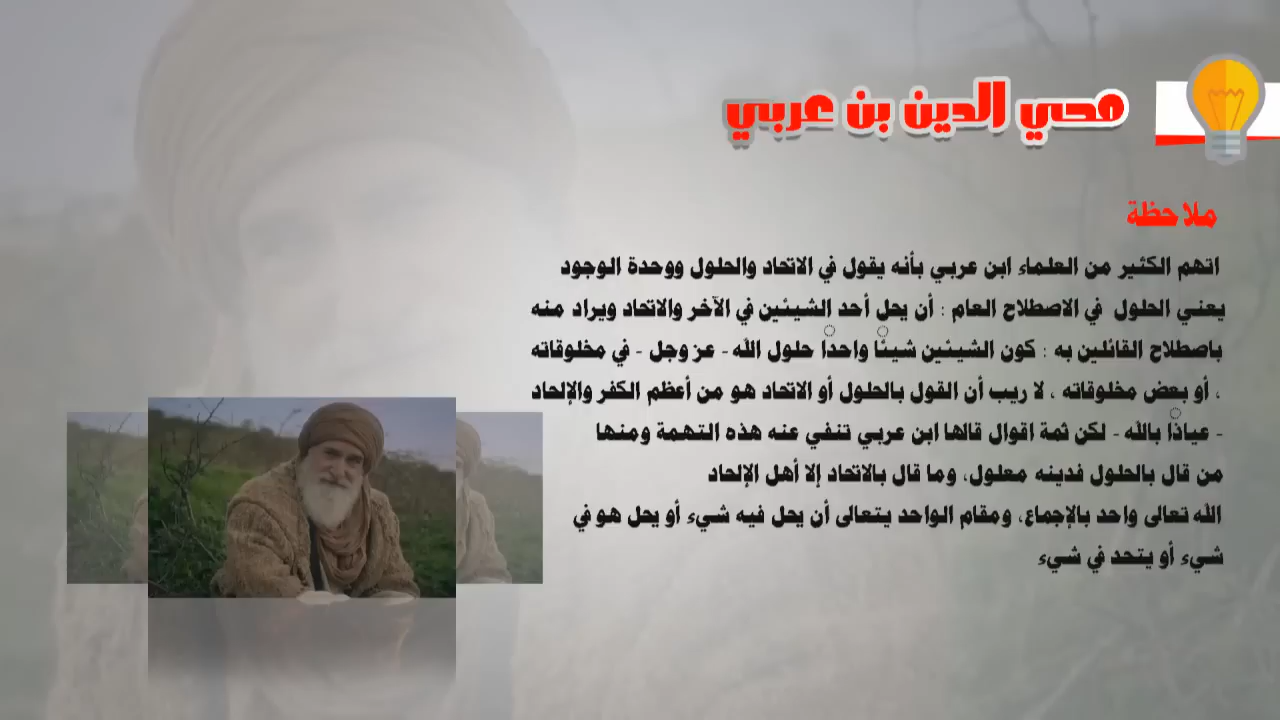 محي الدين بن عربي
ملاحظة
اتهم الكثير من العلماء ابن عربي بأنه يقول في الاتحاد والحلول ووحدة الوجود
يعني الحلول في الاصطلاح العام : أن يحل أحد الشيئين في الآخر والاتحاد ويراد منه
باصطلاح القائلين به : كون الشيئين شيئًا واحدًا حلول الله - عز وجل - في مخلوقاته
، أو بعض مخلوقاته ، لا ريب أن القول بالحلول أو الاتحاد هو من أعظم الكفر والإلحاد
- عياذًا بالله - لكن ثمة اقوال قالها ابن عربي تنفي عنه هذه التهمة ومنها
من قال بالحلول فدينه معلول، وما قال بالاتحاد إلا أهل الإلحاد
الله تعالى واحد بالإجماع، ومقام الواحد يتعالى أن يحل فيه شيء أو يحل هو في
شيء أو يتحد في شيء